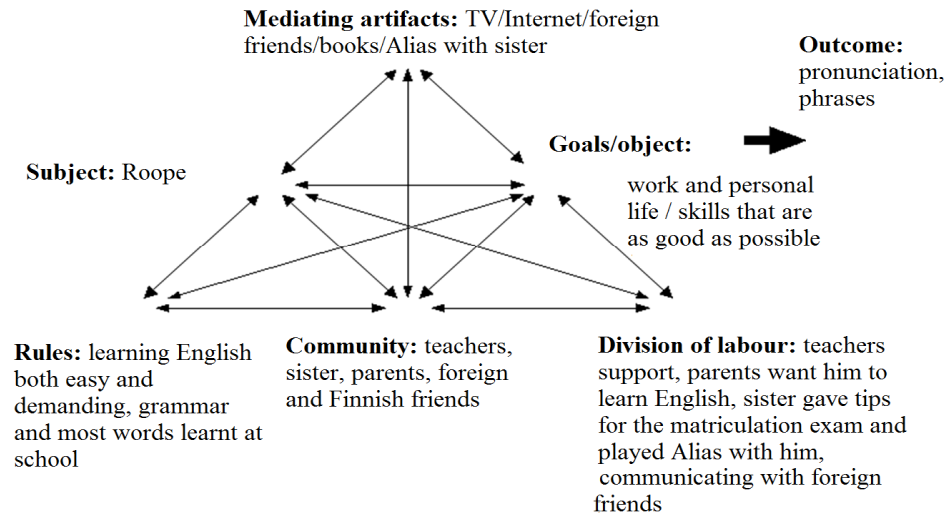 Mediating artifacts: TV/Internet/foreign
friends/books/Alias with sister
Outcome:
pronunciation,
phrases
Subject: Roope
Goals/object:
work and personal
life / skills that are
as good as possible
Rules: learning English
both easy and
demanding, grammar
and most words learnt at
school
Community: teachers,
sister, parents, foreign
and Finnish friends
Division of labour: teachers
support, parents want him to
learn English, sister gave tips
for the matriculation exam and
played Alias with him,
communicating with foreign
friends